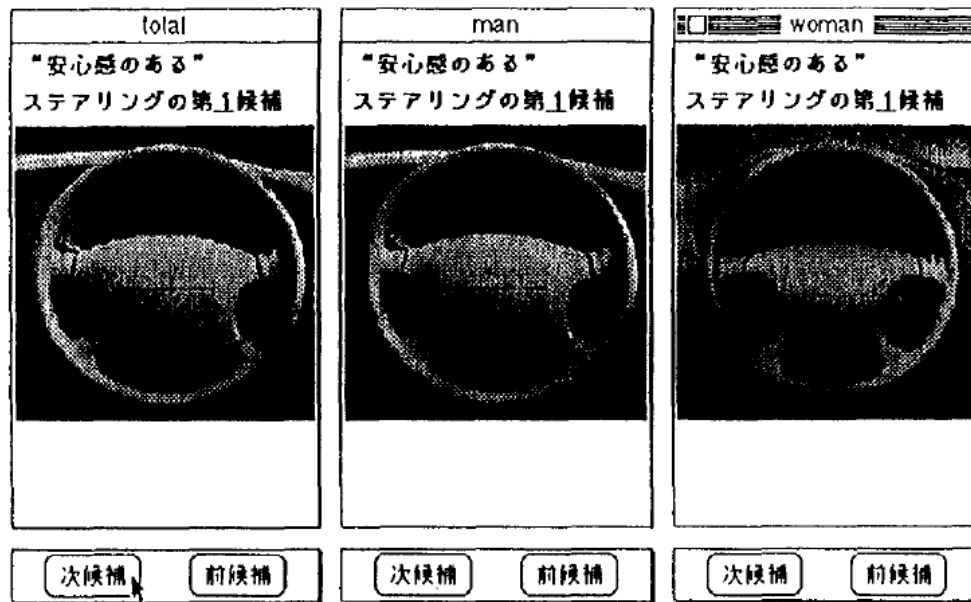 total
"安心感のある"
ステアリングの第1候補
次候補
前候補
man
"安心感のある"
ステアリングの第1候補
次候補
前候補
woman
"安心感のある"
ステアリングの第1候補
次候補
前候補